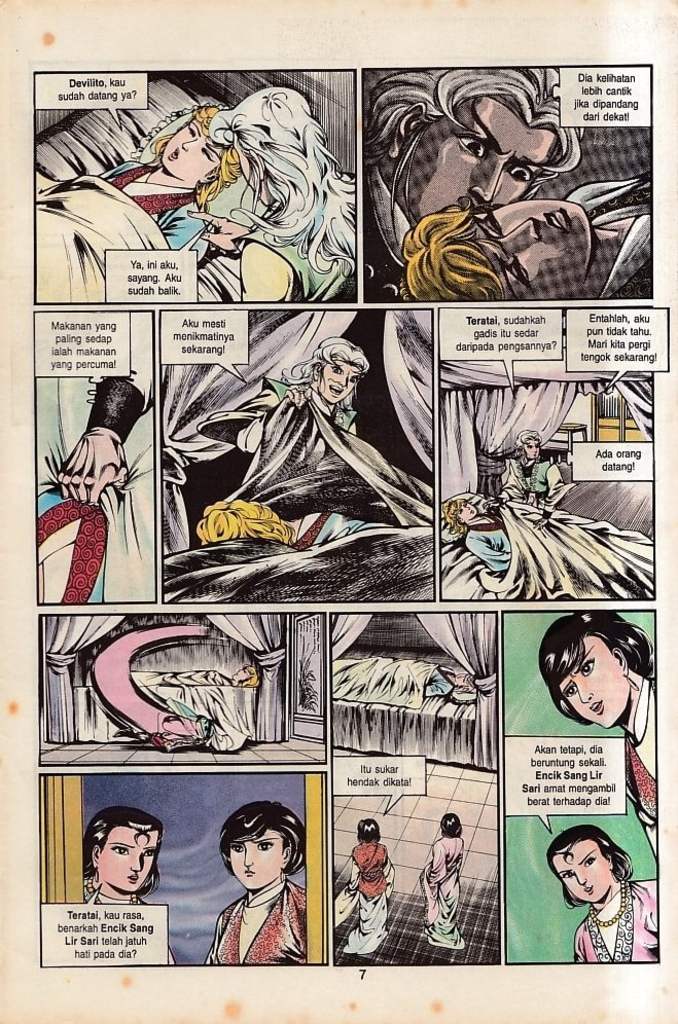 Devilito, kau
sudah datang ya?
Ya, ini aku,
sayang. Aku
sudah balik.
Dia kelihatan
lebih cantik
jika dipandang
dari dekat!
Makanan yang
paling sedap
ialah makanan
yang percuma!
Aku mesti
menikmatinya
sekarang!
Teratai, sudahkah
gadis itu sedar
daripada pengsannya?
Entahlah, aku
pun tidak tahu.
Mari kita pergi
tengok sekarang!
Ada orang
datang!
Teratai, kau rasa,
benarkah Encik Sang
Lir Sari telah jatuh
hati pada dia?
Itu sukar
hendak dikata!
Akan tetapi, dia
beruntung sekali.
Encik Sang Lir
Sari amat mengambil
berat terhadap dia!
7